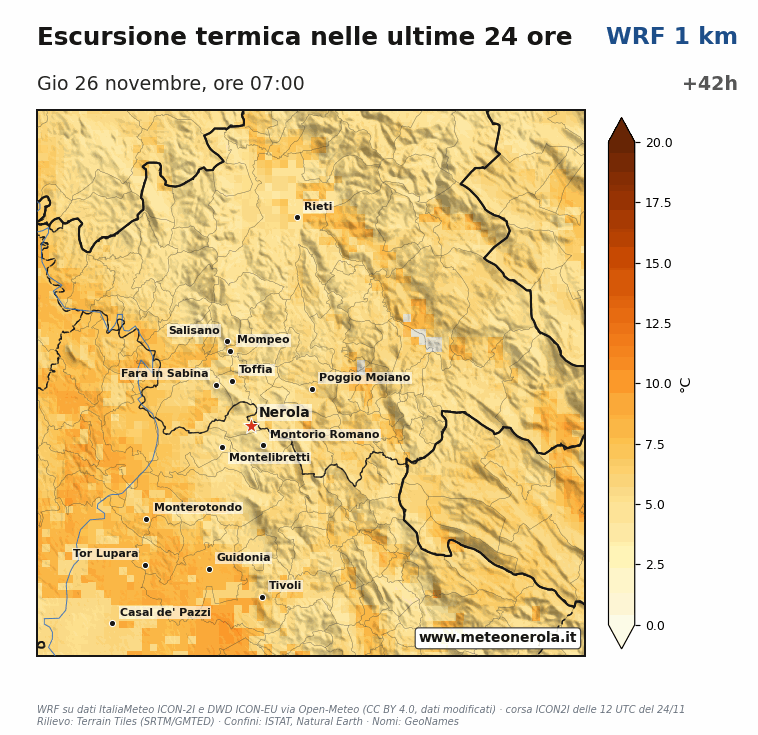 Escursione termica nelle ultime 24 ore
WRF 1 km
Gio 26 novembre, ore 07:00
+42h
Rieti
Salisano
Mompeo
Fara in Sabina
Toffia
Poggio Moiano
Nerola
Montorio Romano
Montelibretti
Monterotondo
Tor Lupara
Guidonia
Tivoli
Casal de' Pazzi
www.meteonerola.it
20.0
17.5
15.0
12.5
10.0
7.5
5.0
2.5
0.0
°C
WRF su dati ItaliaMeteo ICON-2I e DWD ICON-EU via Open-Meteo (CC BY 4.0, dati modificati) · corsa ICON2I delle 12 UTC del 24/11
Rilievo: Terrain Tiles (SRTM/GMTED) · Confini: ISTAT, Natural Earth · Nomi: GeoNames